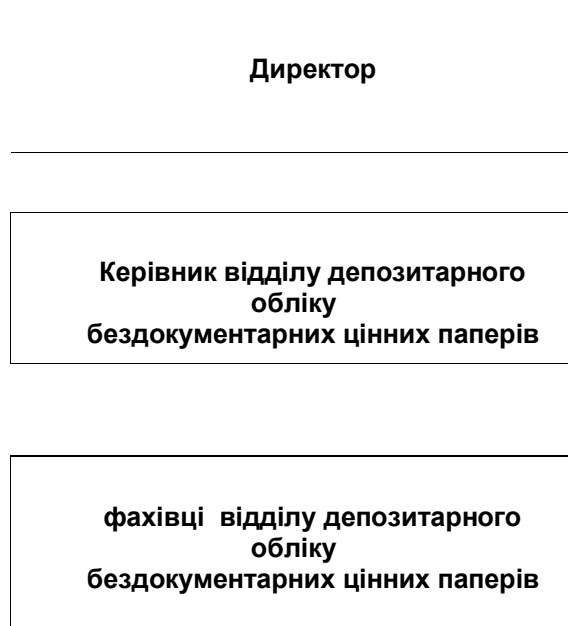 Директор
Керівник відділу депозитарного
обліку
бездокументарних цінних паперів
фахівці відділу депозитарного
обліку
бездокументарних цінних паперів